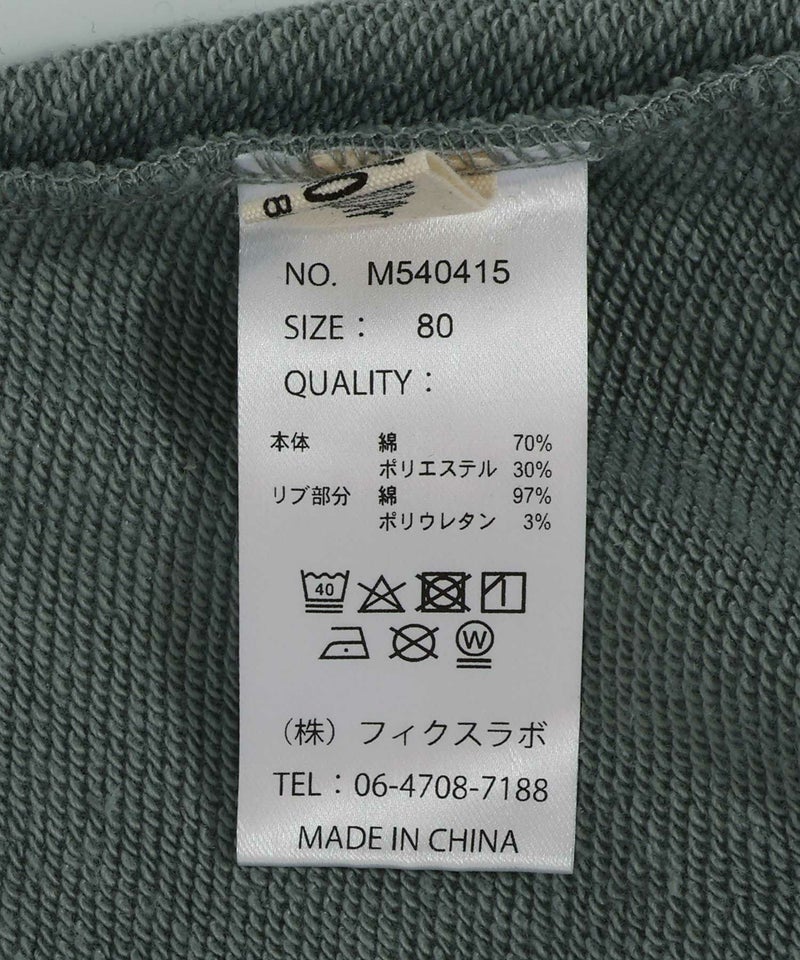 8
NO. M540415
SIZE： 80
QUALITY：
本体 綿 70%
ポリエステル 30%
リブ部分 綿 97%
ポリウレタン 3%
40
W
（株）フィクスラボ
TEL：06-4708-7188
MADE IN CHINA